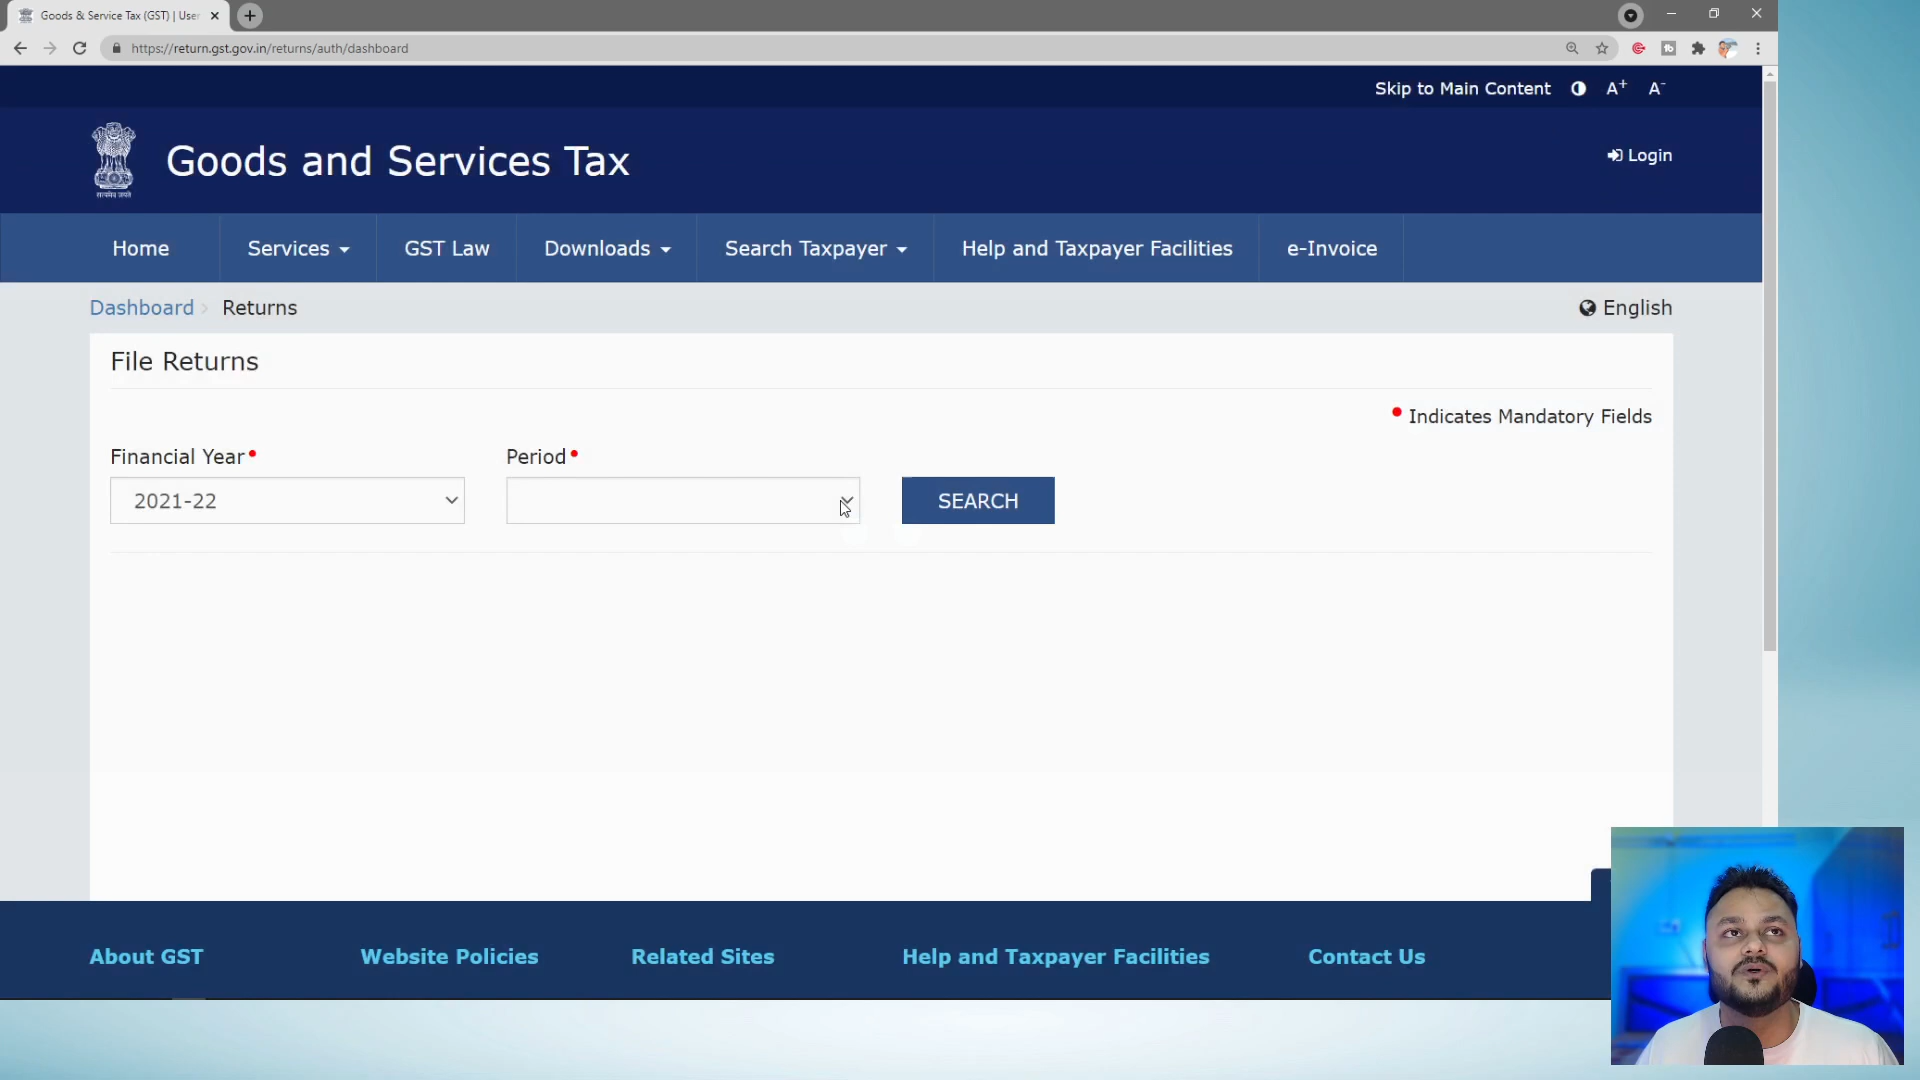 Goods & Service Tax (GST) | User
https://return.gst.gov.in/returns/auth/dashboard
Skip to Main Content A+ A-
सत्यमेव जयते
Goods and Services Tax
Login
Home Services GST Law Downloads Search Taxpayer Help and Taxpayer Facilities e-Invoice
Dashboard Returns
English
File Returns
Indicates Mandatory Fields
Financial Year Period
2021-22
SEARCH
About GST Website Policies Related Sites Help and Taxpayer Facilities Contact Us